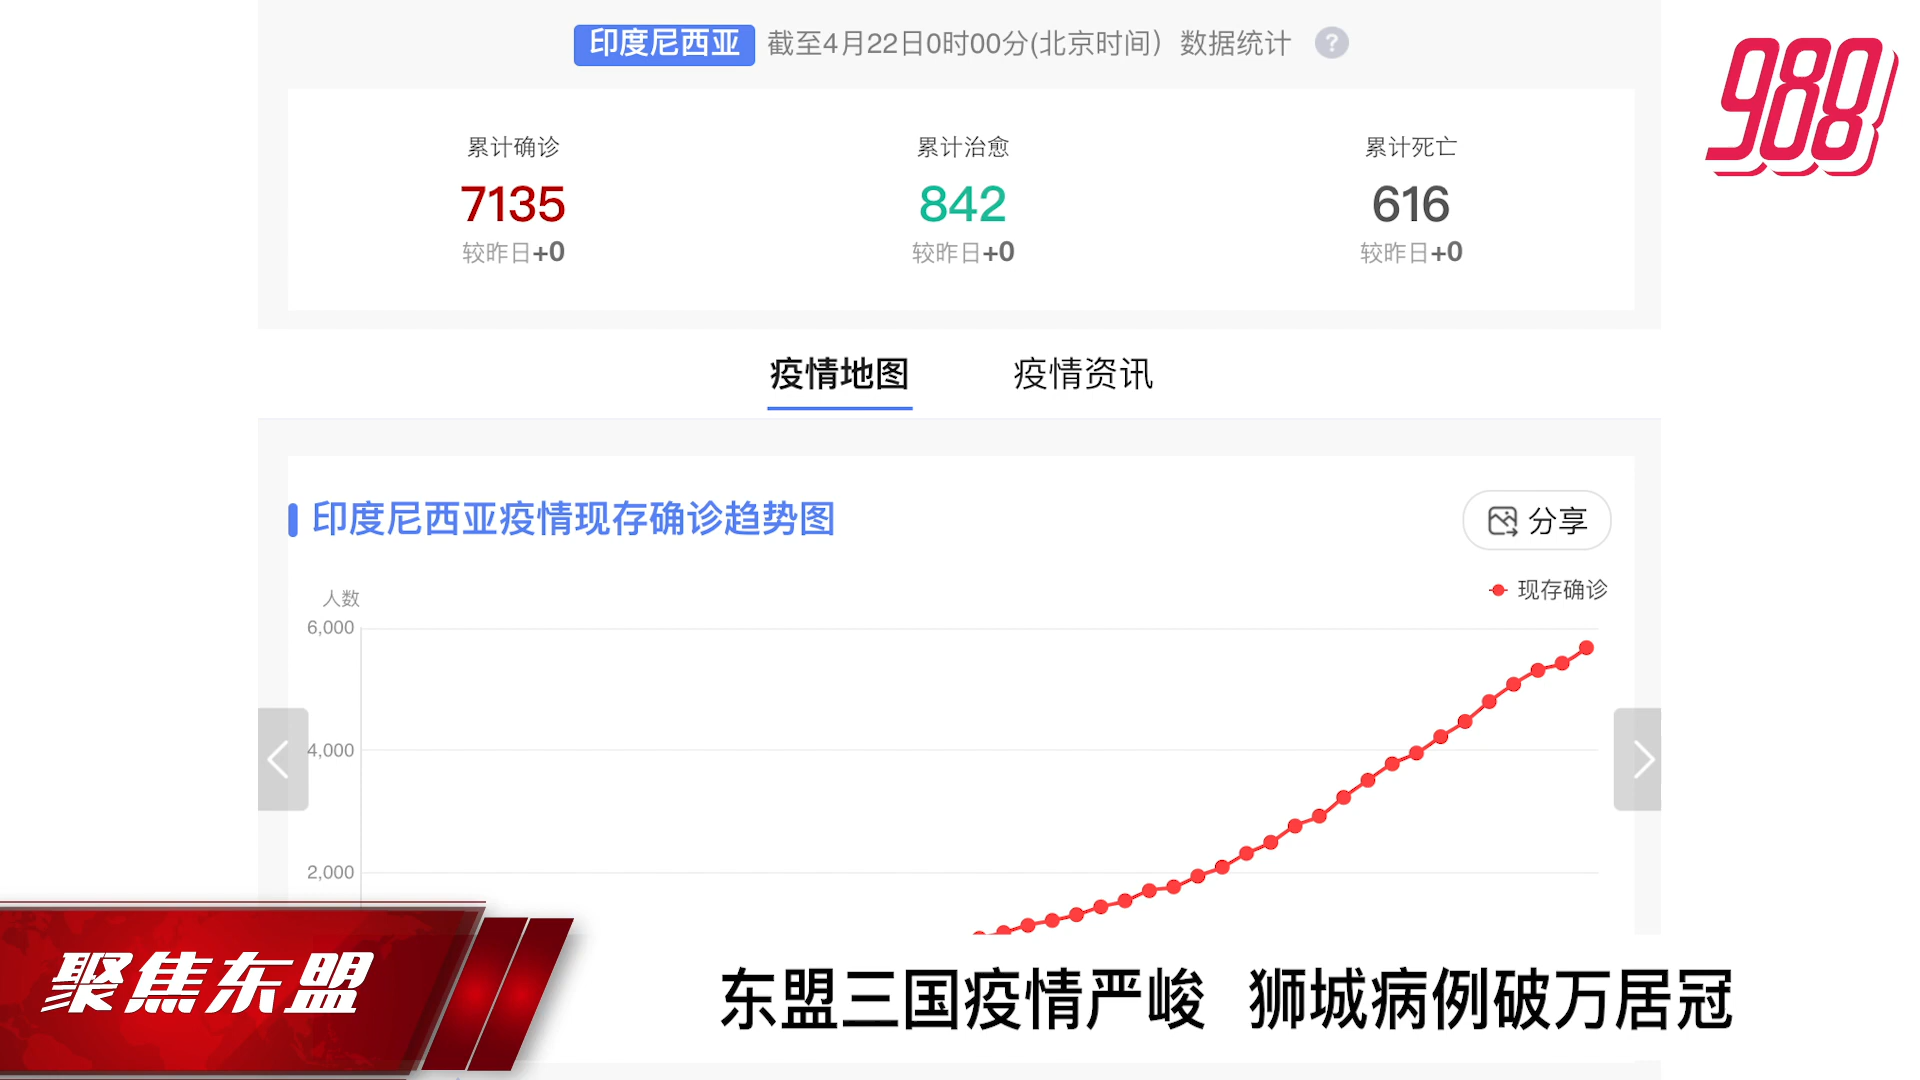 印度尼西亚 截至4月22日0时00分(北京时间）数据统计 ?
988
累计确诊 累计治愈 累计死亡
7135 842 616
较昨日+0 较昨日+0 较昨日+0
疫情地图 疫情资讯
印度尼西亚疫情现存确诊趋势图 分享
现存确诊
人数
6,000
4,000
2,000
聚焦东盟
东盟三国疫情严峻 狮城病例破万居冠